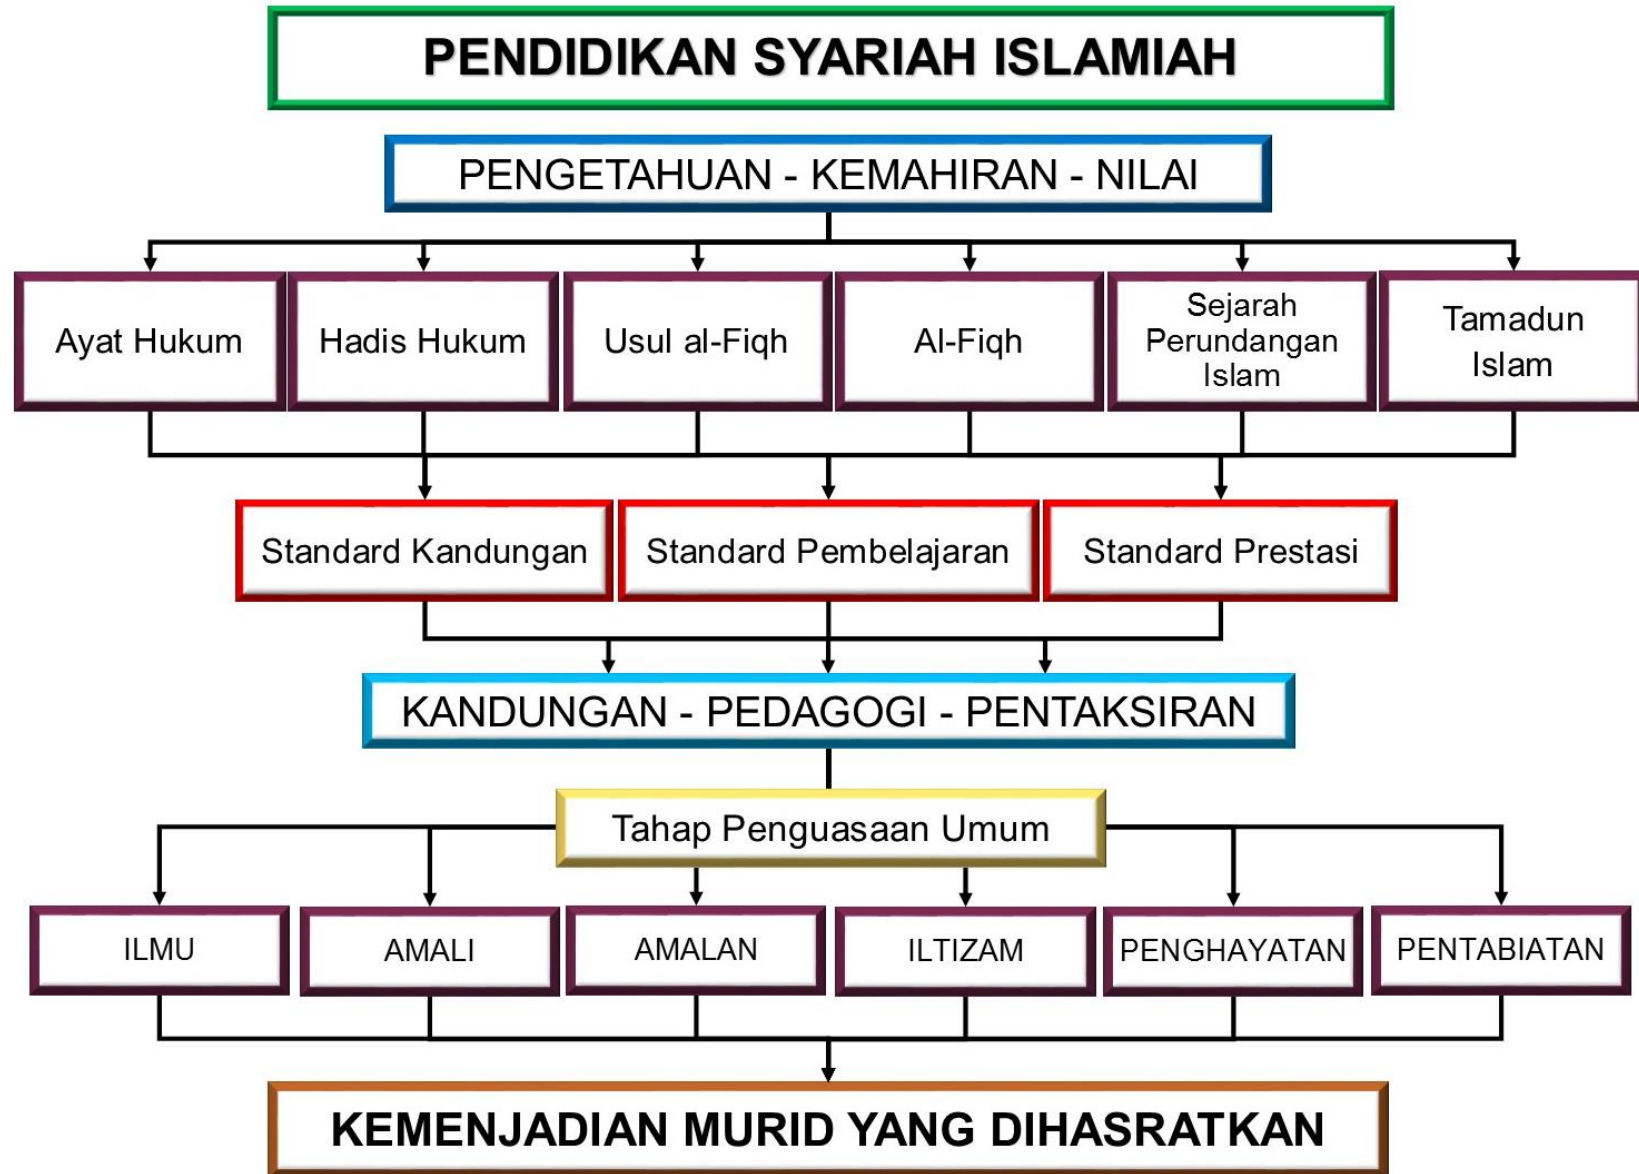 PENDIDIKAN SYARIAH ISLAMIAH
PENGETAHUAN - KEMAHIRAN - NILAI
Ayat Hukum
Hadis Hukum
Usul al-Fiqh
Al-Fiqh
Sejarah
Perundangan
Islam
Tamadun
Islam
Standard Kandungan
Standard Pembelajaran
Standard Prestasi
KANDUNGAN - PEDAGOGI - PENTAKSIRAN
Tahap Penguasaan Umum
ILMU
AMALI
AMALAN
ILTIZAM
PENGHAYATAN
PENTABIATAN
KEMENJADIAN MURID YANG DIHASRATKAN